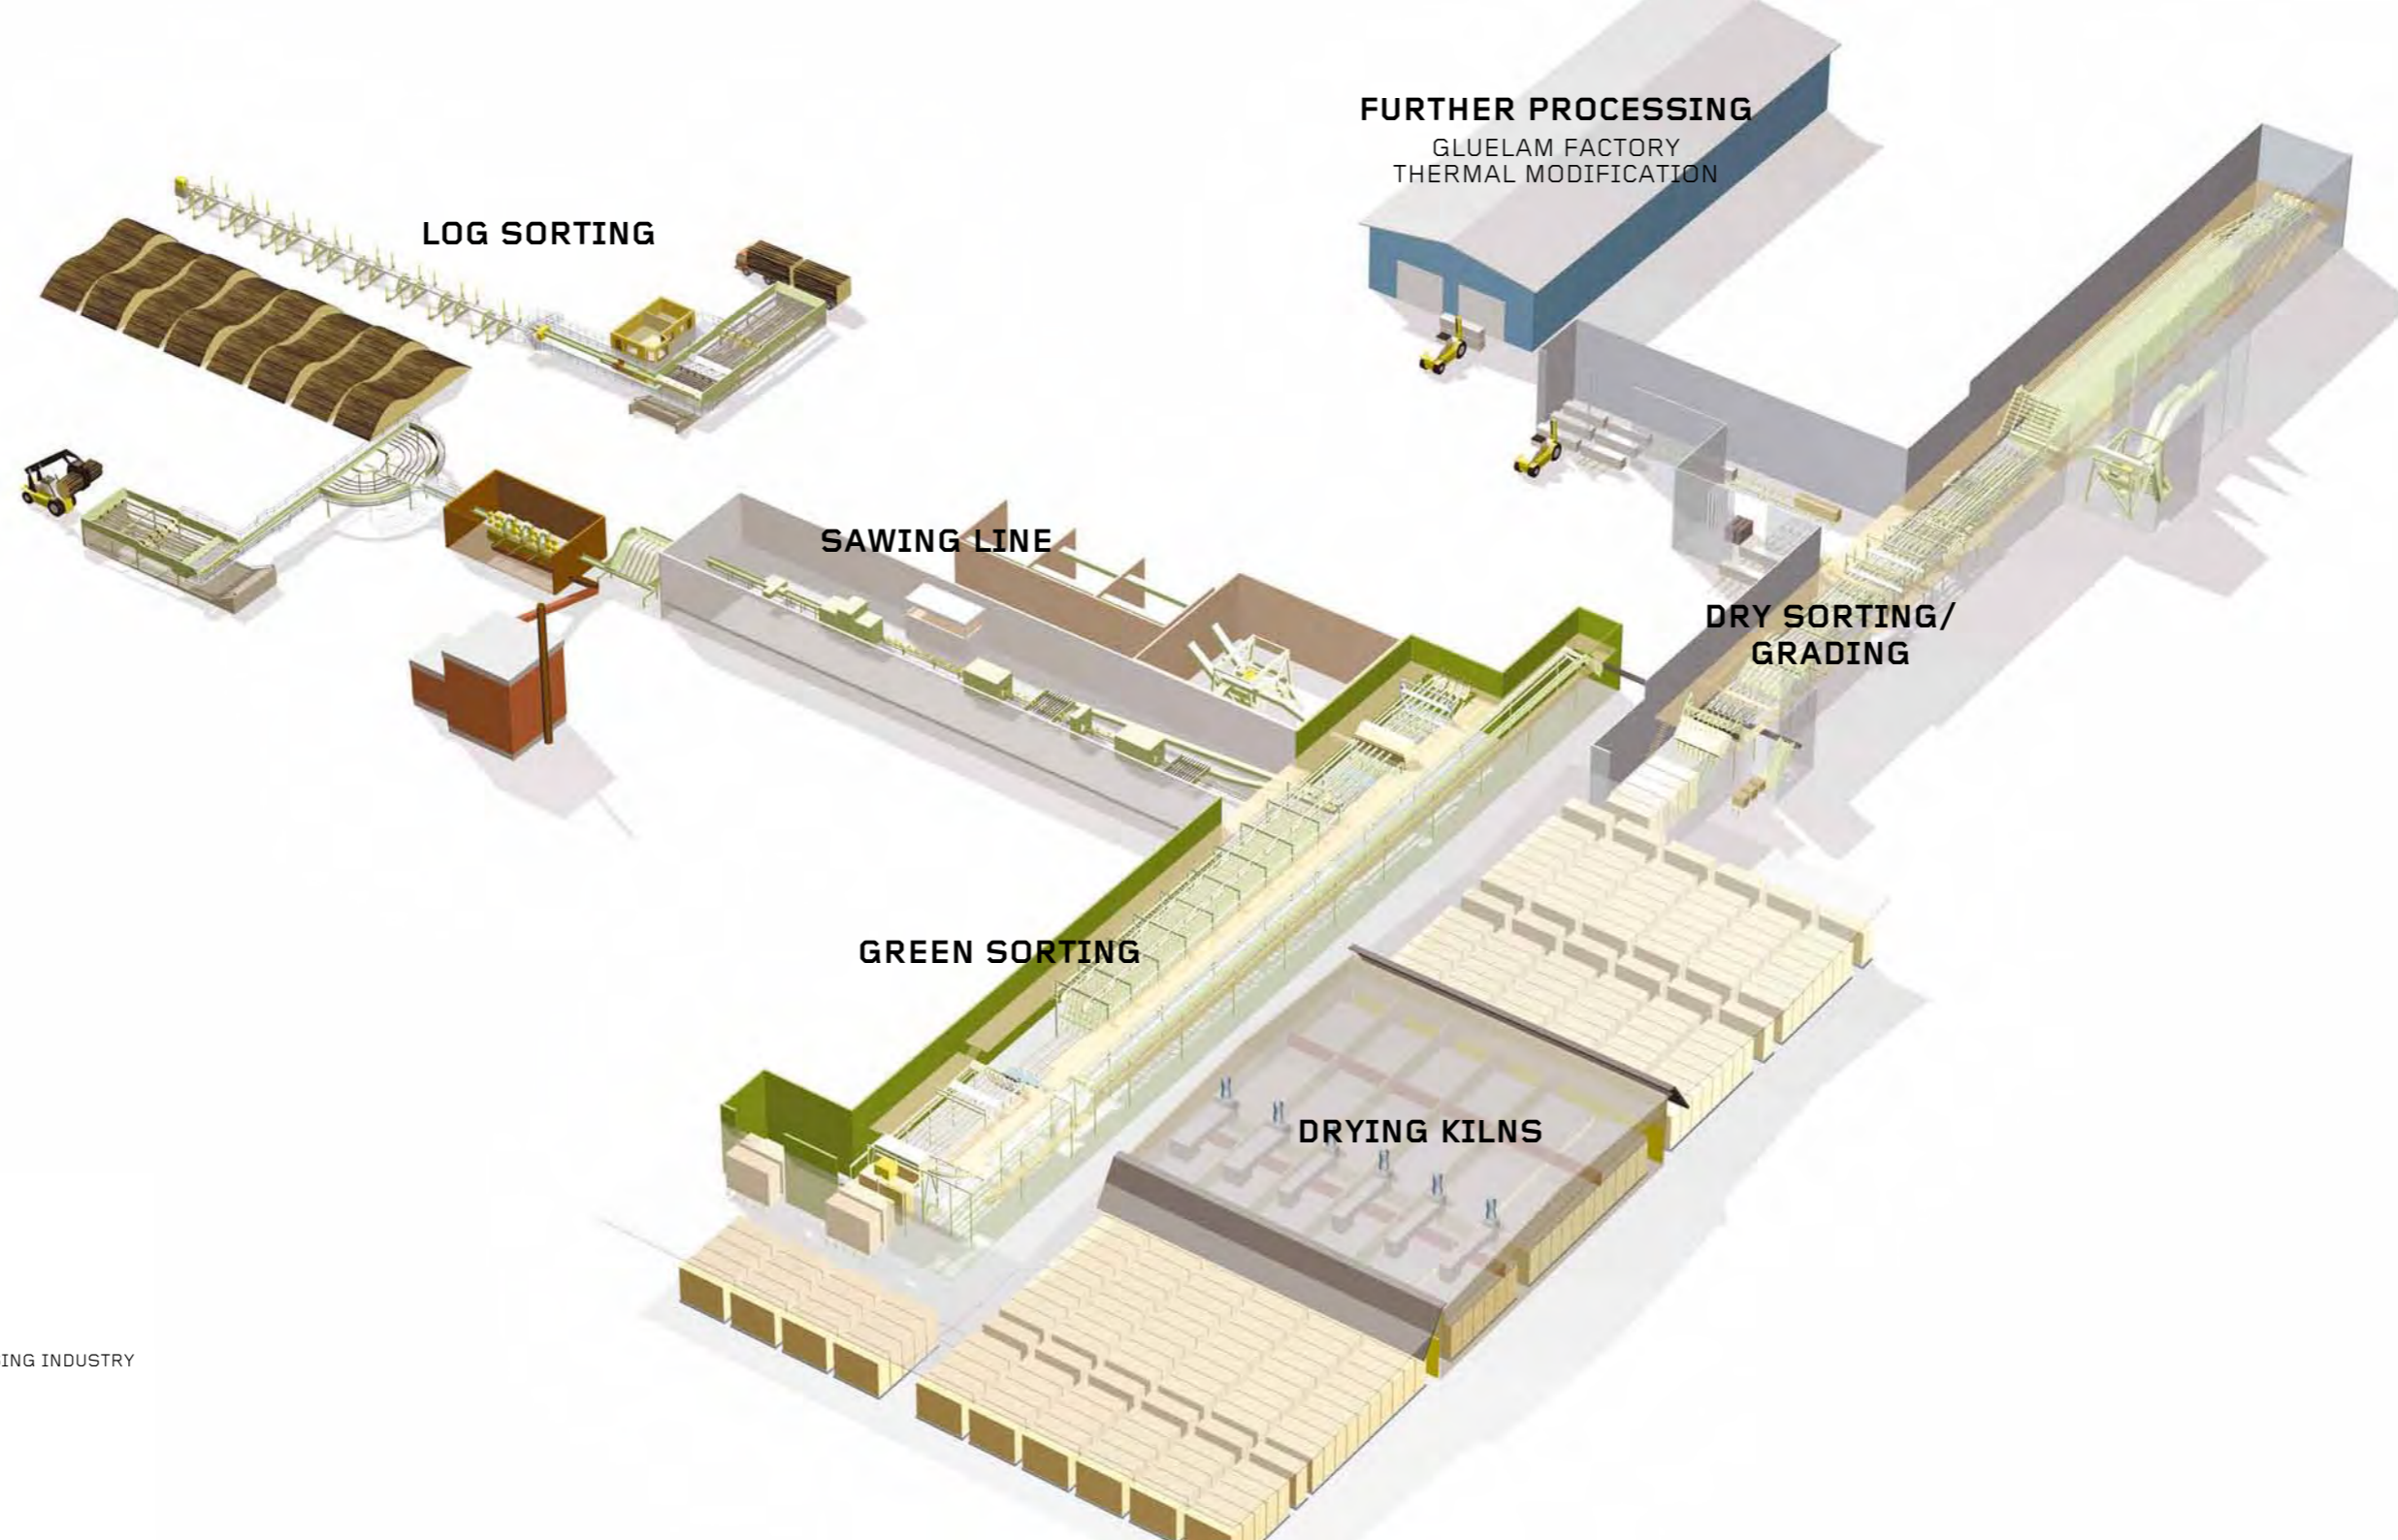 FURTHER PROCESSING
GLUELAM FACTORY
THERMAL MODIFICATION
LOG SORTING
SAWING LINE
DRY SORTING/
GRADING
GREEN SORTING
DRYING KILNS
ING INDUSTRY